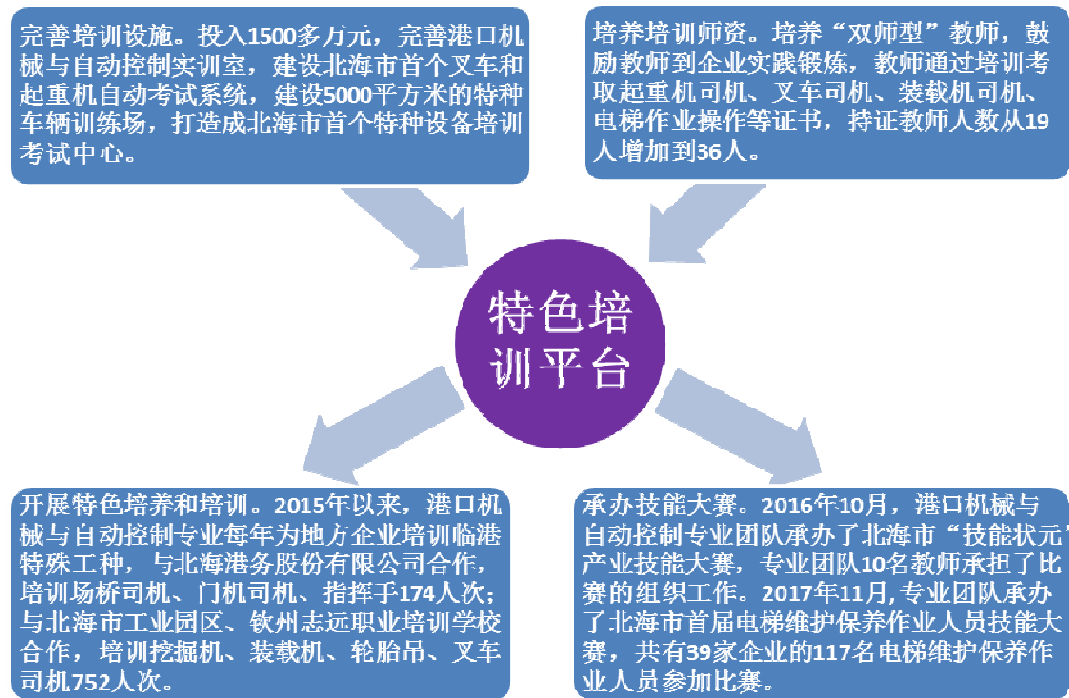 完善培训设施。投入1500多万元，完善港口机
械与自动控制实训室，建设北海市首个叉车和
起重机自动考试系统，建设5000平方米的特种
车辆训练场，打造成北海市首个特种设备培训
考试中心。
培养培训师资。培养“双师型”教师，鼓
励教师到企业实践锻炼，教师通过培训考
取起重机司机、叉车司机、装载机司机、
电梯作业操作等证书，持证教师人数从19
人增加到36人。
特色培
训平台
开展特色培养和培训。2015年以来，港口机
械与自动控制专业每年为地方企业培训临港
特殊工种，与北海港务股份有限公司合作，
培训场桥司机、门机司机、指挥手174人次；
与北海市工业园区、钦州志远职业培训学校
合作，培训挖掘机、装载机、轮胎吊、叉车
司机752人次。
承办技能大赛。2016年10月，港口机械与
自动控制专业团队承办了北海市“技能状元”
产业技能大赛，专业团队10名教师承担了比
赛的组织工作。2017年11月,专业团队承办
了北海市首届电梯维护保养作业人员技能大
赛，共有39家企业的117名电梯维护保养作
业人员参加比赛。